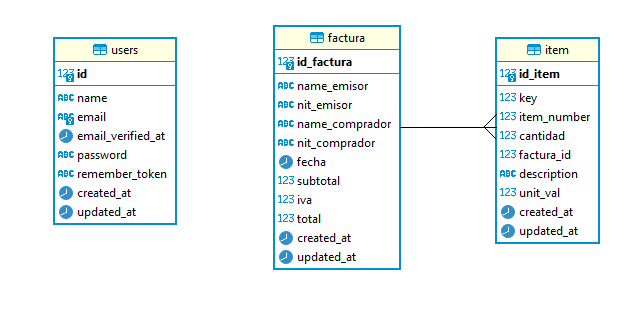 users
123 id
ABC name
ABC email
email_verified_at
ABC password
ABC remember_token
created_at
updated_at
factura
123 id_factura
ABC name_emisor
ABC nit_emisor
ABC name_comprador
ABC nit_comprador
fecha
123 subtotal
123 iva
123 total
created_at
updated_at
item
123 id_item
123 key
123 item_number
123 cantidad
123 factura_id
ABC description
123 unit_val
created_at
updated_at